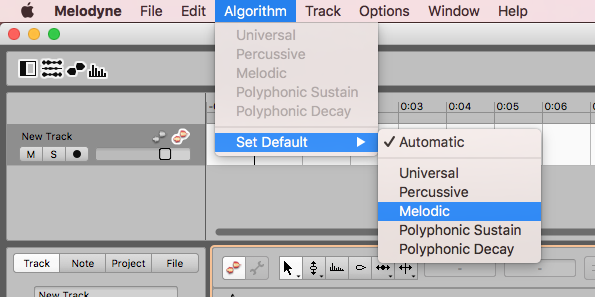 Melodyne File Edit Algorithm Track Options Window Help
Universal
Percussive
Melodic
Polyphonic Sustain
Polyphonic Decay
Set Default
Automatic
Universal
Percussive
Melodic
Polyphonic Sustain
Polyphonic Decay
0:03 0:04 0:05 0:06
New Track
M S
Track Note Project File
New Track
- -